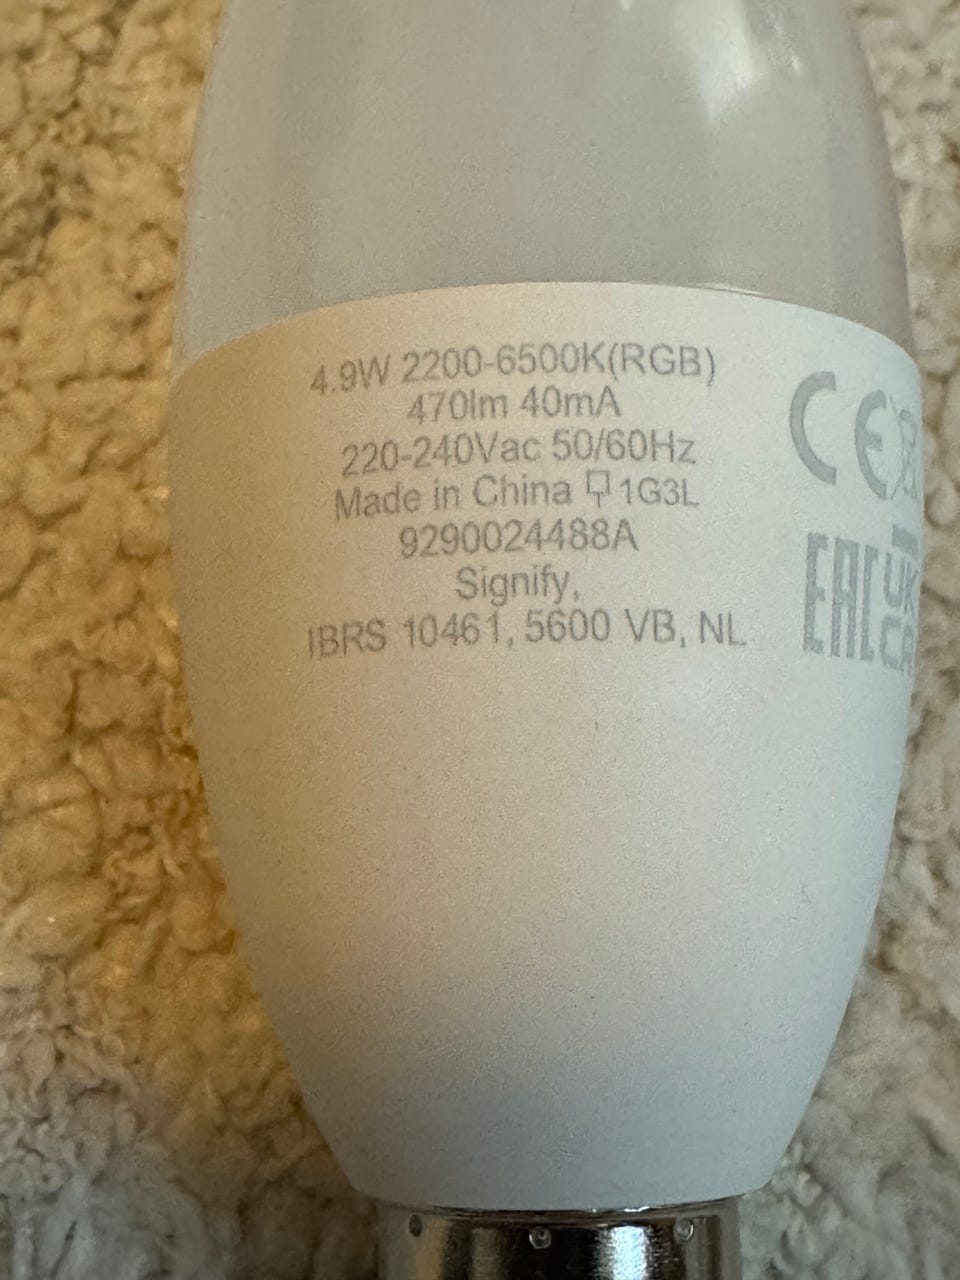 4.9W 2200-6500K(RGB)
470lm 40mA
220-240Vac 50/60Hz
Made in China 1G3L
9290024488A
Signify,
IBRS 10461, 5600 VB, NL
CE
EAC
UK
CA